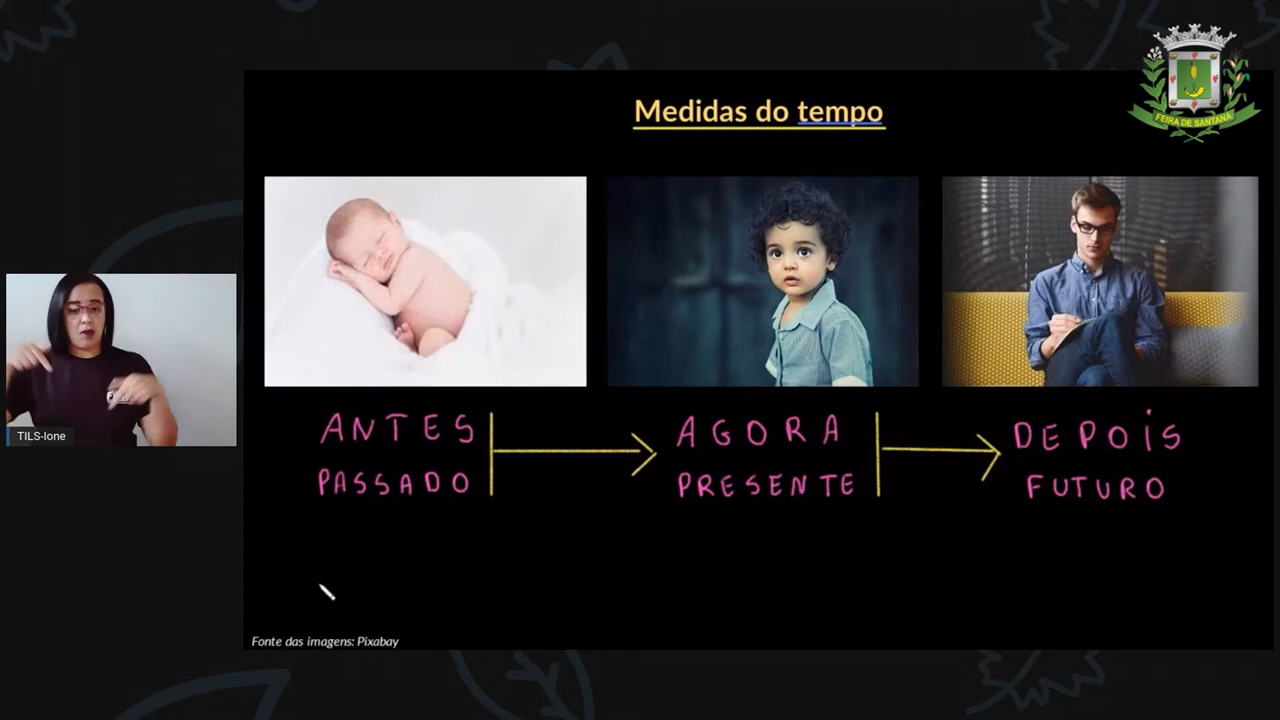 Medidas do tempo
FEIRA DE SANTANA
TILS-Ione
ANTES
PASSADO
AGORA
PRESENTE
DEPOIS
FUTURO
Fonte das imagens: Pixabay